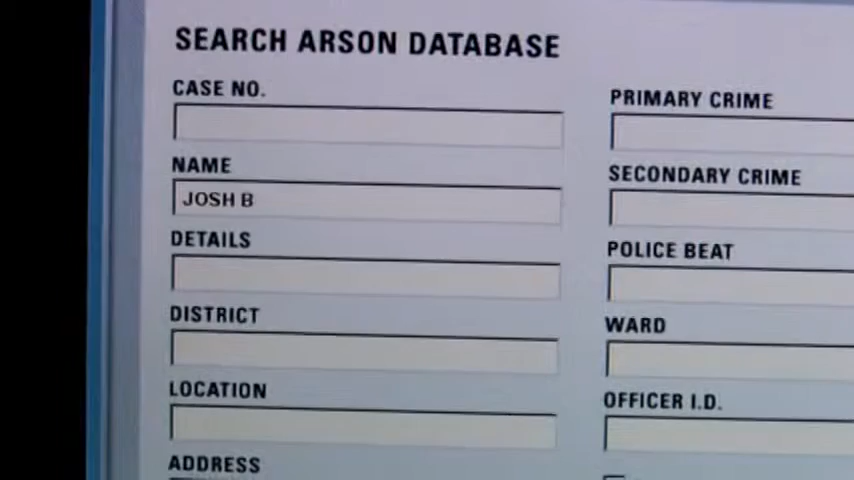 SEARCH ARSON DATABASE
CASE NO.
PRIMARY CRIME
NAME
JOSH B
SECONDARY CRIME
DETAILS
POLICE BEAT
DISTRICT
WARD
LOCATION
OFFICER I.D.
ADDRESS